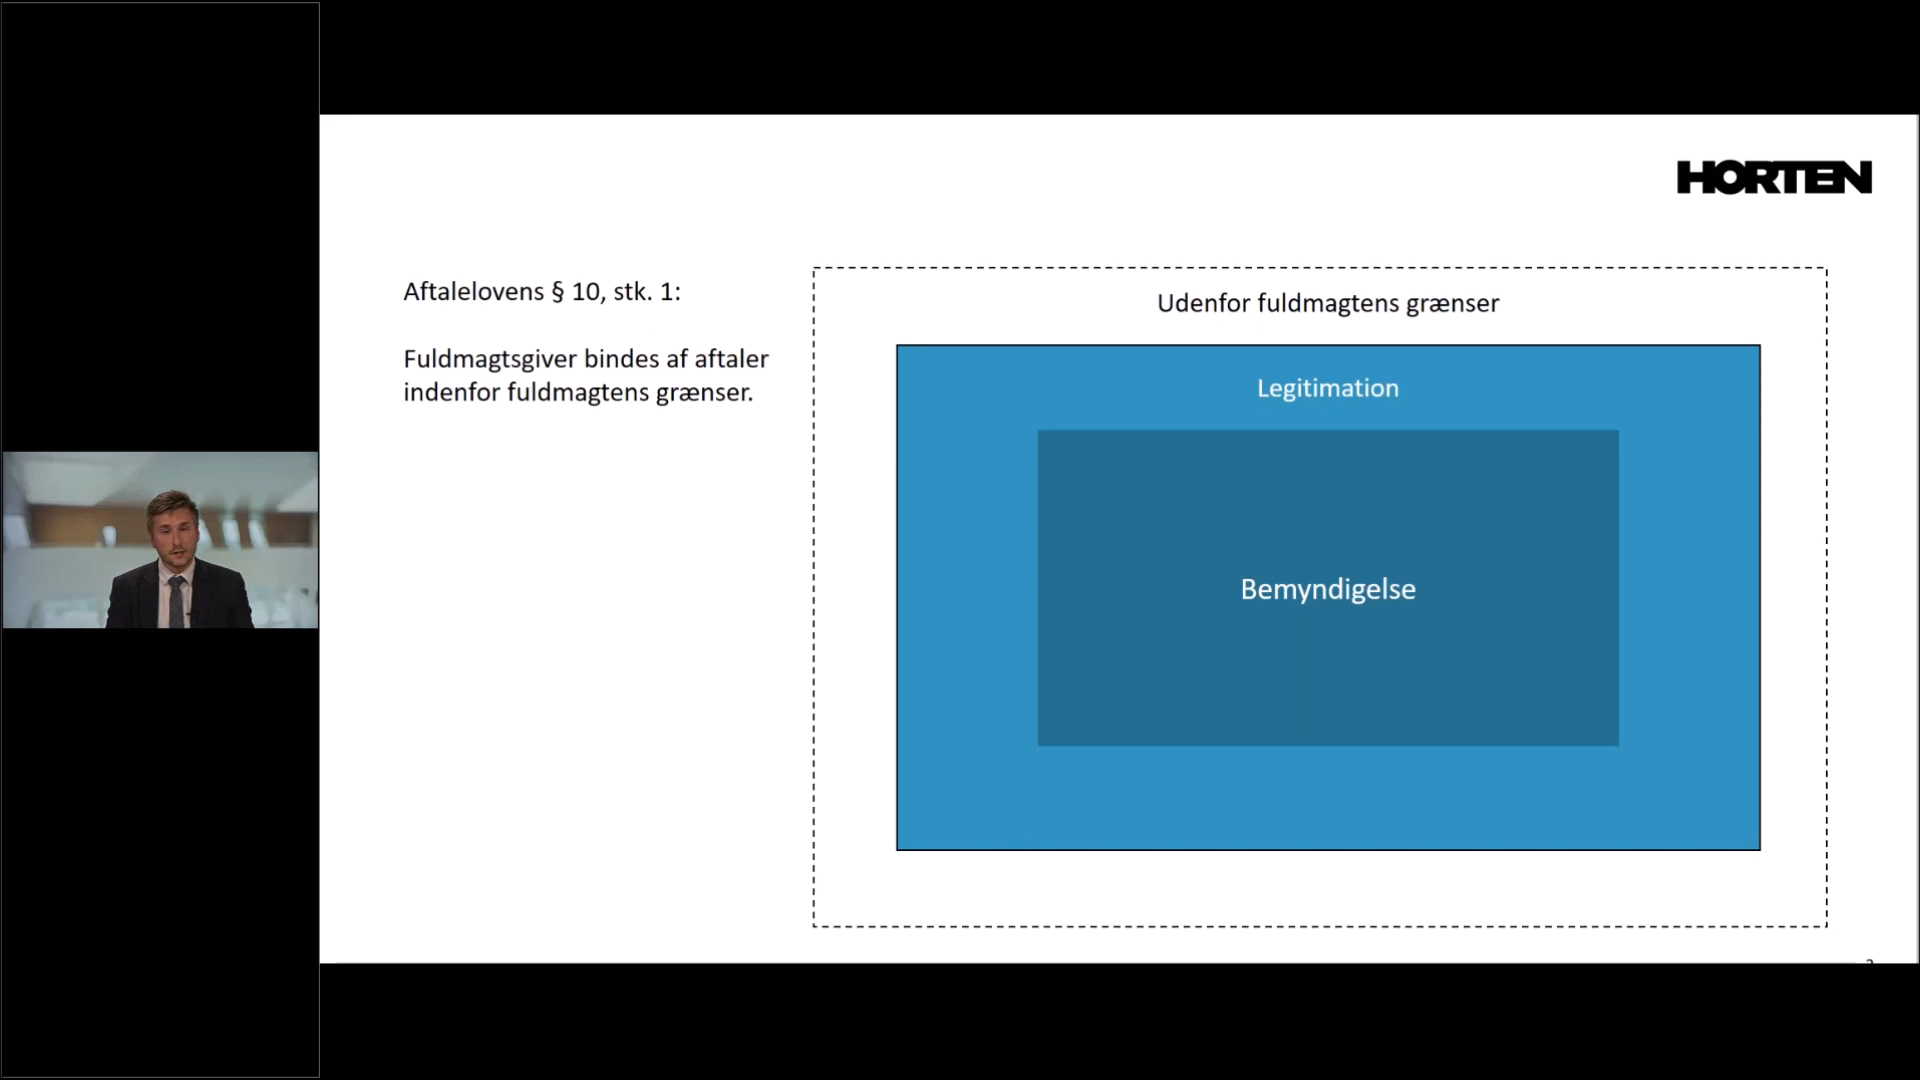 HORTEN
Aftalelovens § 10, stk. 1:
Fuldmagtsgiver bindes af aftaler
indenfor fuldmagtens grænser.
Udenfor fuldmagtens grænser
Legitimation
Bemyndigelse